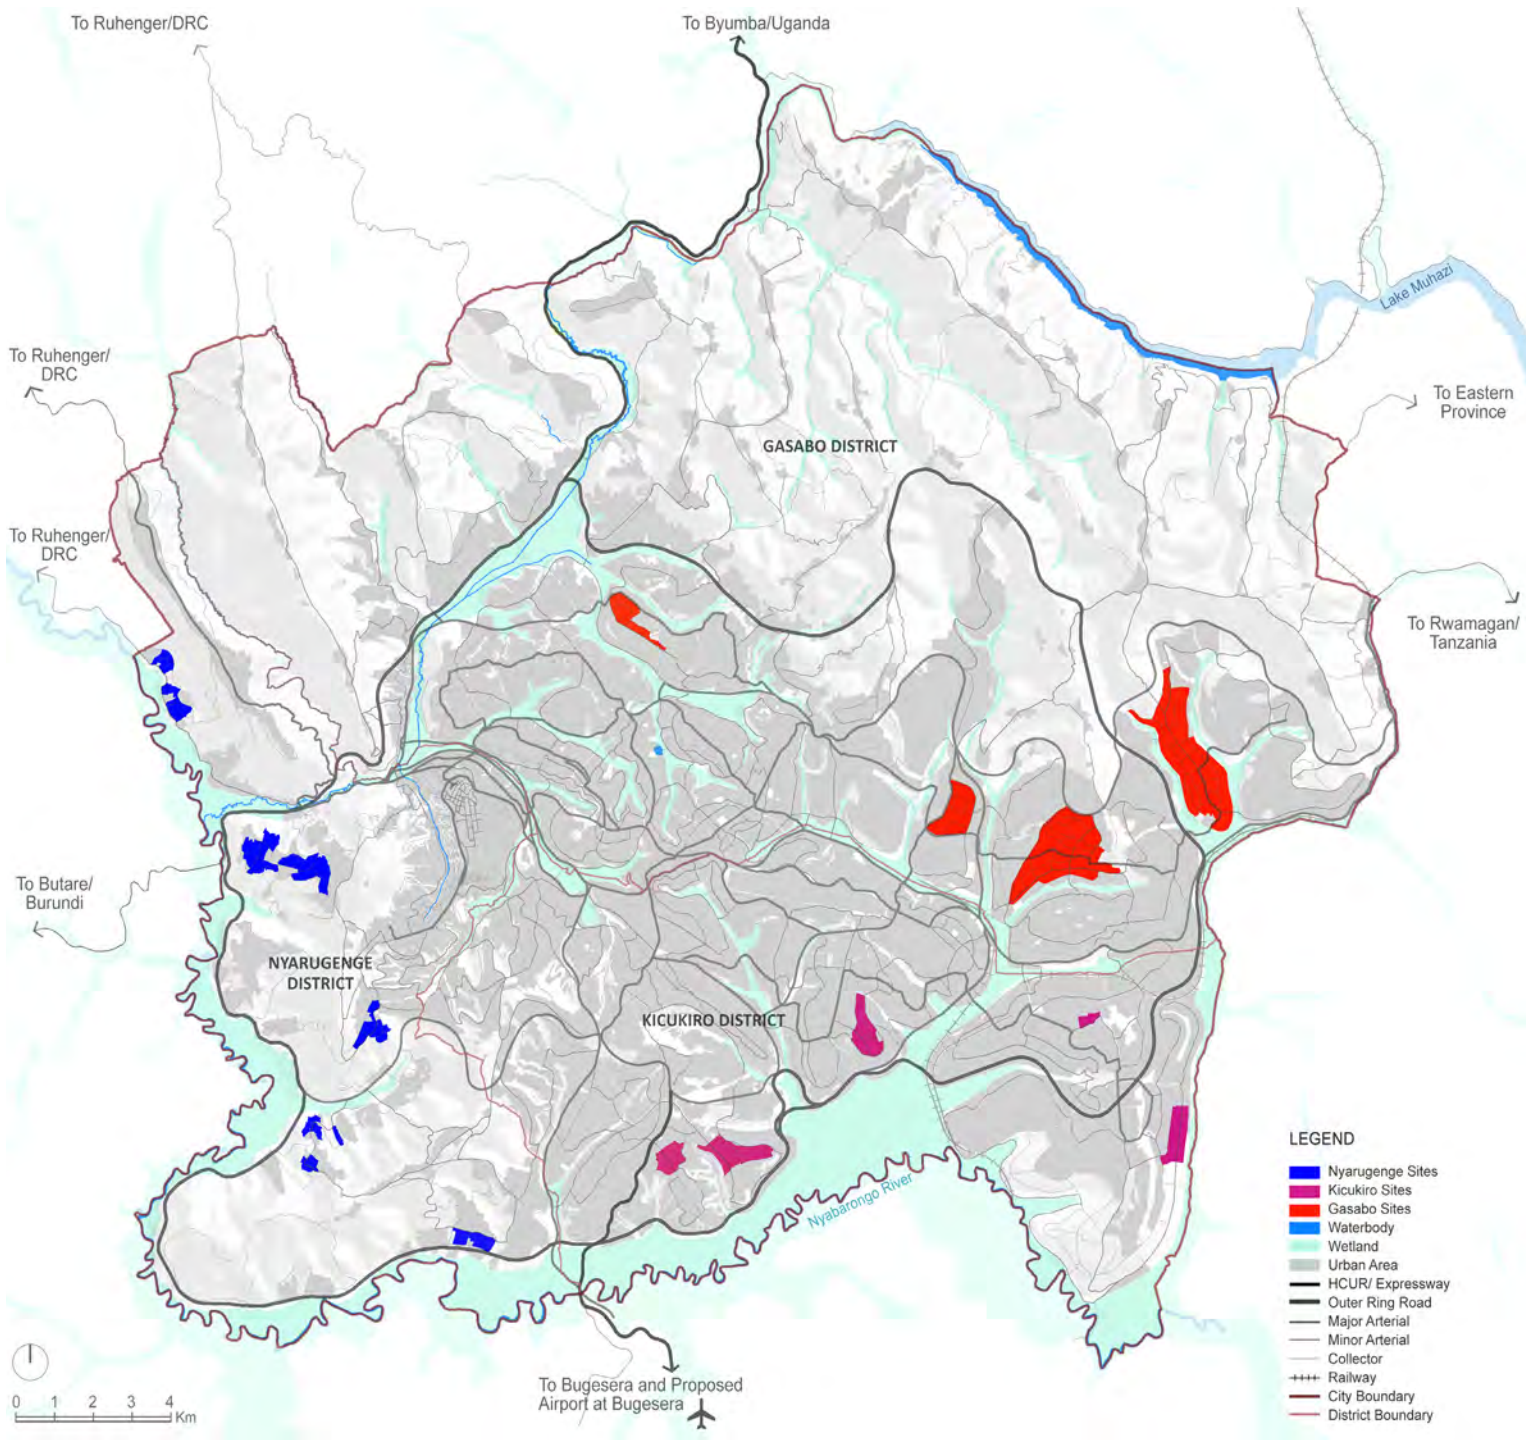 To Ruhenger/DRC
To Byumba/Uganda
Lake Muhazi
To Ruhenger/
DRC
To Eastern
Province
GASABO DISTRICT
To Ruhenger/
DRC
To Rwamagan/
Tanzania
To Butare/
Burundi
NYARUGENGE
DISTRICT
KICUKIRO DISTRICT
Nyabarongo River
LEGEND
Nyarugenge Sites
Kicukiro Sites
Gasabo Sites
Waterbody
Wetland
Urban Area
HCUR/ Expressway
Outer Ring Road
Major Arterial
Minor Arterial
Collector
Railway
City Boundary
District Boundary
To Bugesera and Proposed
Airport at Bugesera
0 1 2 3 4
Km